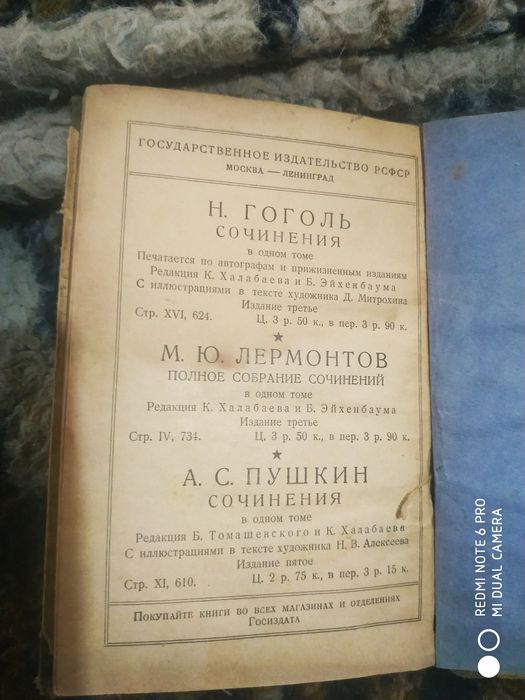 ГОСУДАРСТВЕННОЕ ИЗДАТЕЛЬСТВО РСФСР
МОСКВА — ЛЕНИНГРАД
Н. ГОГОЛЬ
СОЧИНЕНИЯ
в одном томе
Печатается по автографам и прижизненным изданиям
Редакция К. Халабаева и Б. Эйхенбаума
С иллюстрациями в тексте художника Д. Митрохина
Издание третье
Стр. XVI, 624. Ц. 3 р. 50 к., в пер. 3 р. 90 к.
★
М. Ю. ЛЕРМОНТОВ
ПОЛНОЕ СОБРАНИЕ СОЧИНЕНИЙ
в одном томе
Редакция К. Халабаева и Б. Эйхенбаума
Издание третье
Стр. IV, 734. Ц. 3 р. 50 к., в пер. 3 р. 90 к.
★
А. С. ПУШКИН
СОЧИНЕНИЯ
в одном томе
Редакция Б. Томашевского и К. Халабаева
С иллюстрациями в тексте художника Н. В. Алексеева
Издание пятое
Стр. XI, 610. Ц. 2 р. 75 к., в пер. 3 р. 15 к.
Покупайте книги во всех магазинах и отделениях
Госиздата
REDMI NOTE 6 PRO
MI DUAL CAMERA